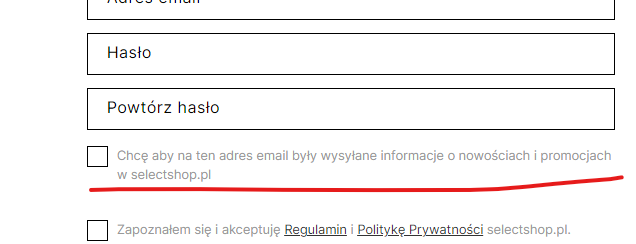 Adres email
Hasło
Powtórz hasło
Chcę aby na ten adres email były wysyłane informacje o nowościach i promocjach
w selectshop.pl
Zapoznałem się i akceptuję Regulamin i Politykę Prywatności selectshop.pl.